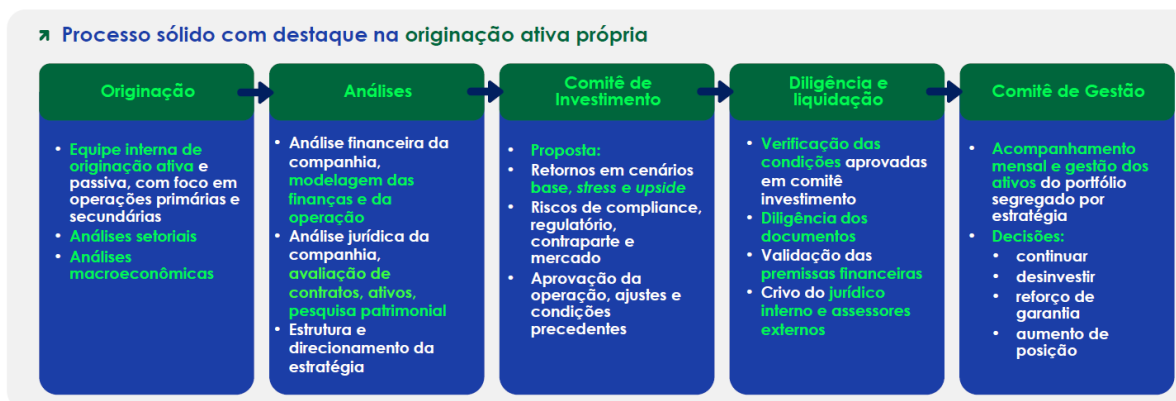 Processo sólido com destaque na originação ativa própria
Originação
• Equipe interna de
originação ativa e
passiva, com foco em
operações primárias e
secundárias
• Análises setoriais
• Análises
macroeconômicas
Análises
• Análise financeira da
companhia,
modelagem das
finanças e da
operação
• Análise jurídica da
companhia,
avaliação de
contratos, ativos,
pesquisa patrimonial
• Estrutura e
direcionamento da
estratégia
Comitê de
Investimento
• Proposta:
• Retornos em cenários
base, stress e upside
• Riscos de compliance,
regulatório,
contraparte e
mercado
• Aprovação da
operação, ajustes e
condições
precedentes
Diligência e
liquidação
• Verificação das
condições aprovadas
em comitê
investimento
• Diligência dos
documentos
• Validação das
premissas financeiras
• Crivo do jurídico
interno e assessores
externos
Comitê de Gestão
• Acompanhamento
mensal e gestão dos
ativos do portfólio
segregado por
estratégia
• Decisões:
• continuar
• desinvestir
• reforço de
garantia
• aumento de
posição